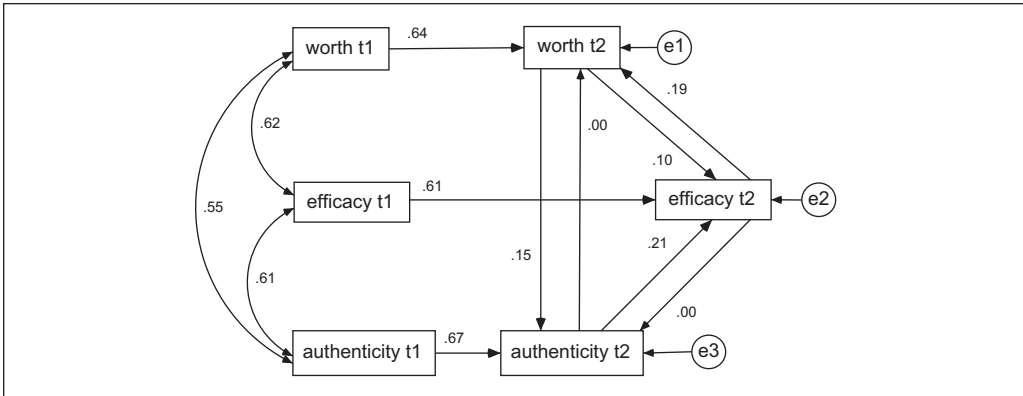 worth t1
.64
worth t2
e1
.19
.62
.00
.10
efficacy t1
.61
efficacy t2
e2
.55
.15
.21
.61
.00
authenticity t1
.67
authenticity t2
e3